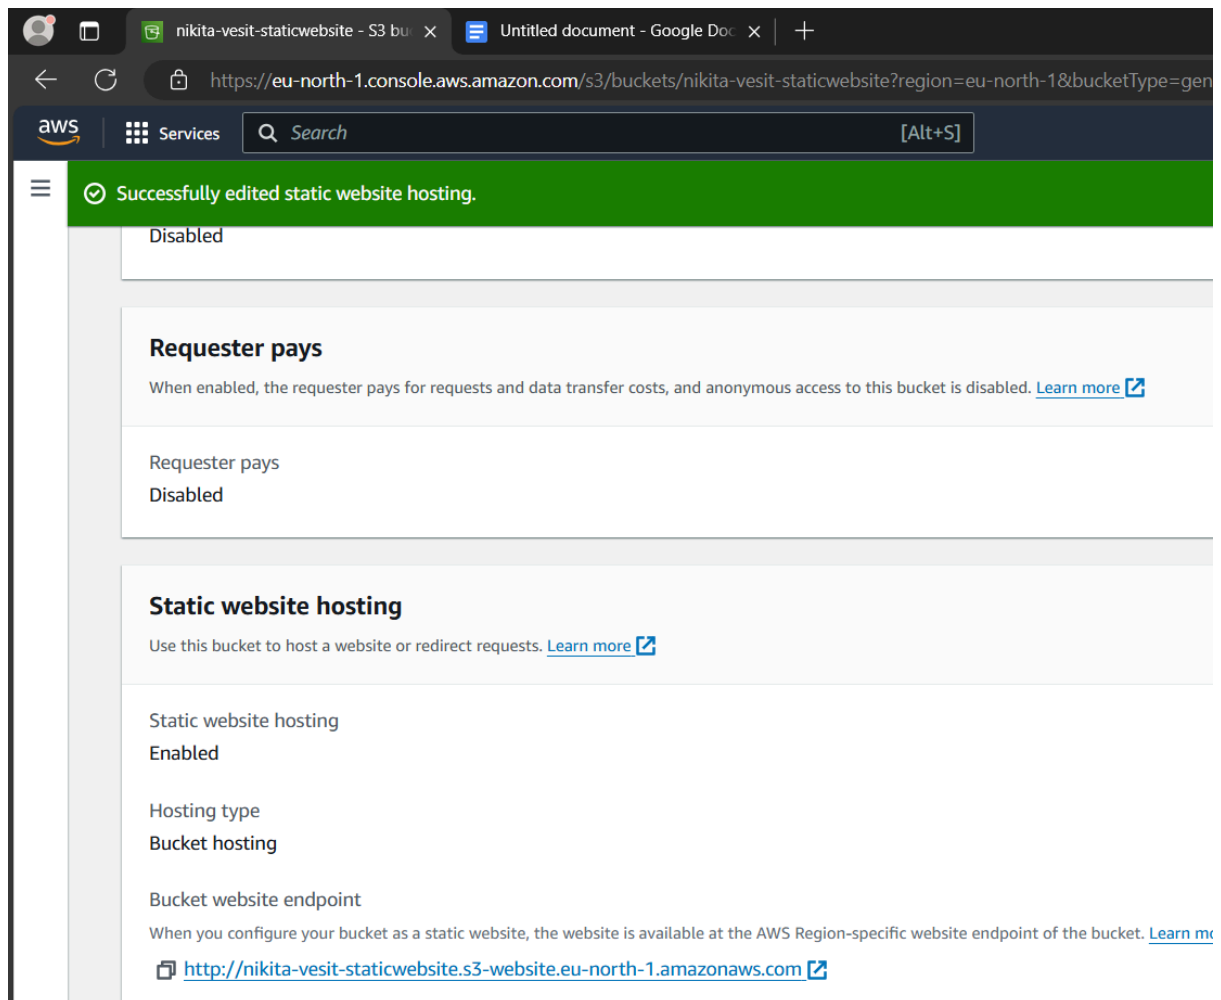 nikita-vesit-staticwebsite - S3 bu
Untitled document - Google Doc
https://eu-north-1.console.aws.amazon.com/s3/buckets/nikita-vesit-staticwebsite?region=eu-north-1&bucketType=gen
aws
Services
Search
[Alt+S]
Successfully edited static website hosting.
Disabled
Requester pays
When enabled, the requester pays for requests and data transfer costs, and anonymous access to this bucket is disabled. Learn more
Requester pays
Disabled
Static website hosting
Use this bucket to host a website or redirect requests. Learn more
Static website hosting
Enabled
Hosting type
Bucket hosting
Bucket website endpoint
When you configure your bucket as a static website, the website is available at the AWS Region-specific website endpoint of the bucket. Learn mo
http://nikita-vesit-staticwebsite.s3-website.eu-north-1.amazonaws.com